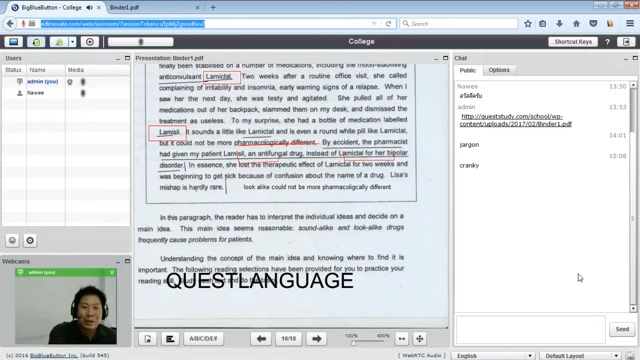 BigBlueButton - College
Binder1.pdf
College
Shortcut Keys
Users
Status
Name
Media
admin (you)
Nawee
Webcams
admin (you)
Presentation: Binder1.pdf
finally been stabilised on a number of medications, including the mood-stabilising
anticonvulsant Lamictal. Two weeks after a routine office visit, she called
complaining of irritability and insomnia, early warning signs of a relapse. When I
saw her the next day, she was testy and agitated. She pulled all of her
medications out of her backpack, slammed them on my desk, and dismissed the
treatment as useless. To my surprise, she had a bottle of medication labelled
Lamisil. It sounds a little like Lamictal and is even a round white pill like Lamictal,
but it could not be more pharmacologically different. By accident, the pharmacist
had given my patient Lamisil, an antifungal drug, instead of Lamictal for her bipolar
disorder. In essence, she lost the therapeutic effect of Lamictal for two weeks and
was beginning to get sick because of confusion about the name of a drug. Lisa's
mishap is hardly rare.
look alike could not be more pharmacoligcally different
In this paragraph, the reader has to interpret the individual ideas and decide on a
main idea. This main idea seems reasonable: sound-alike and look-alike drugs
frequently cause problems for patients.
Understanding the concept of the main idea and knowing where to find it is
important. The following reading selections have been provided for you to practice your
QUESTLANGUAGE
A/B/C/D/E/F
16/18
100%
400%
Chat
Public
Options
Nawee
13:50
สวัสดีครับ
admin
13:53
http://queststudy.com/school/wp-
content/uploads/2017/02/Binder1.pdf
14:01
jargon
15:08
cranky
Send
(c) 2016 BigBlueButton Inc. (build 545)
[ WebRTC Audio ]
English
Default Layout